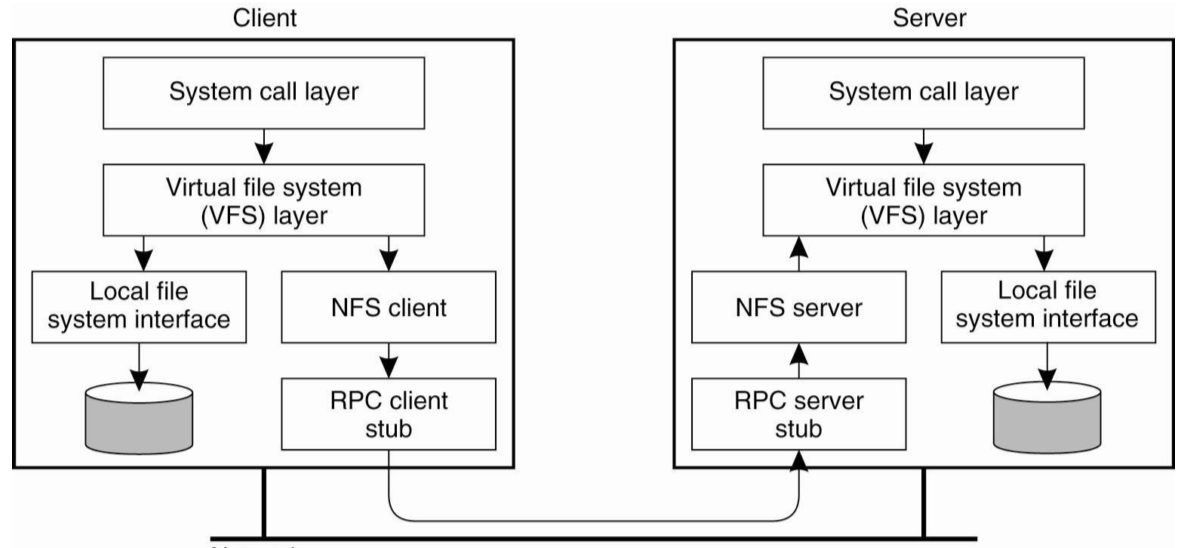 Client
System call layer
Virtual file system
(VFS) layer
Local file
system interface
NFS client
RPC client
stub
Server
System call layer
Virtual file system
(VFS) layer
NFS server
Local file
system interface
RPC server
stub